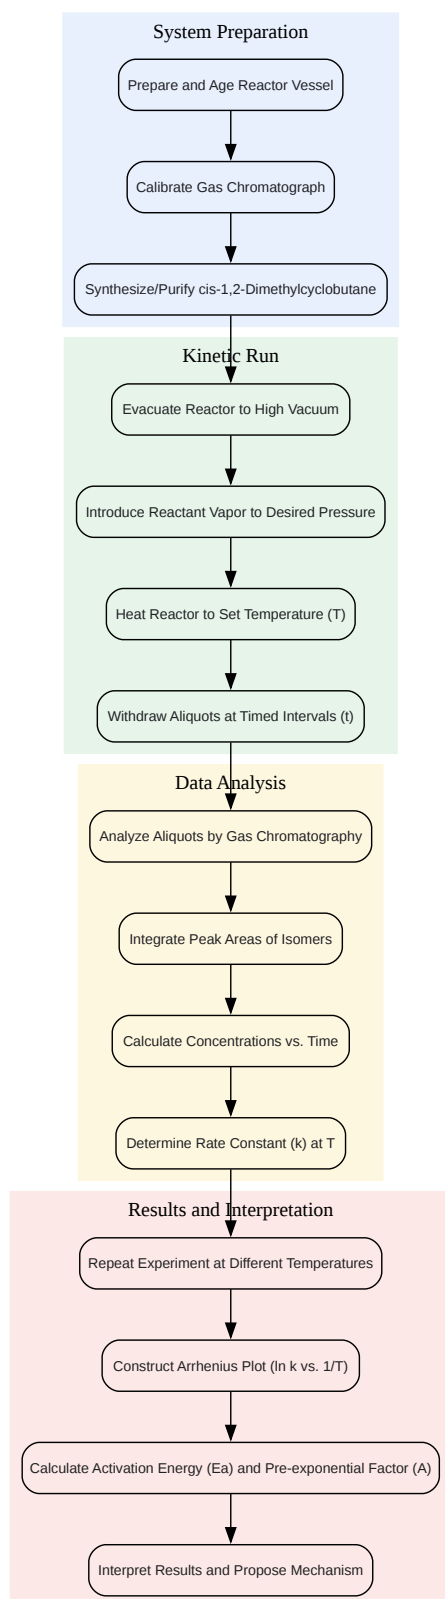 System Preparation
Prepare and Age Reactor Vessel
Calibrate Gas Chromatograph
Synthesize/Purify cis-1,2-Dimethylcyclobutane
Kinetic Run
Evacuate Reactor to High Vacuum
Introduce Reactant Vapor to Desired Pressure
Heat Reactor to Set Temperature (T)
Withdraw Aliquots at Timed Intervals (t)
Data Analysis
Analyze Aliquots by Gas Chromatography
Integrate Peak Areas of Isomers
Calculate Concentrations vs. Time
Determine Rate Constant (k) at T
Results and Interpretation
Repeat Experiment at Different Temperatures
Construct Arrhenius Plot (ln k vs. 1/T)
Calculate Activation Energy (Ea) and Pre-exponential Factor (A)
Interpret Results and Propose Mechanism